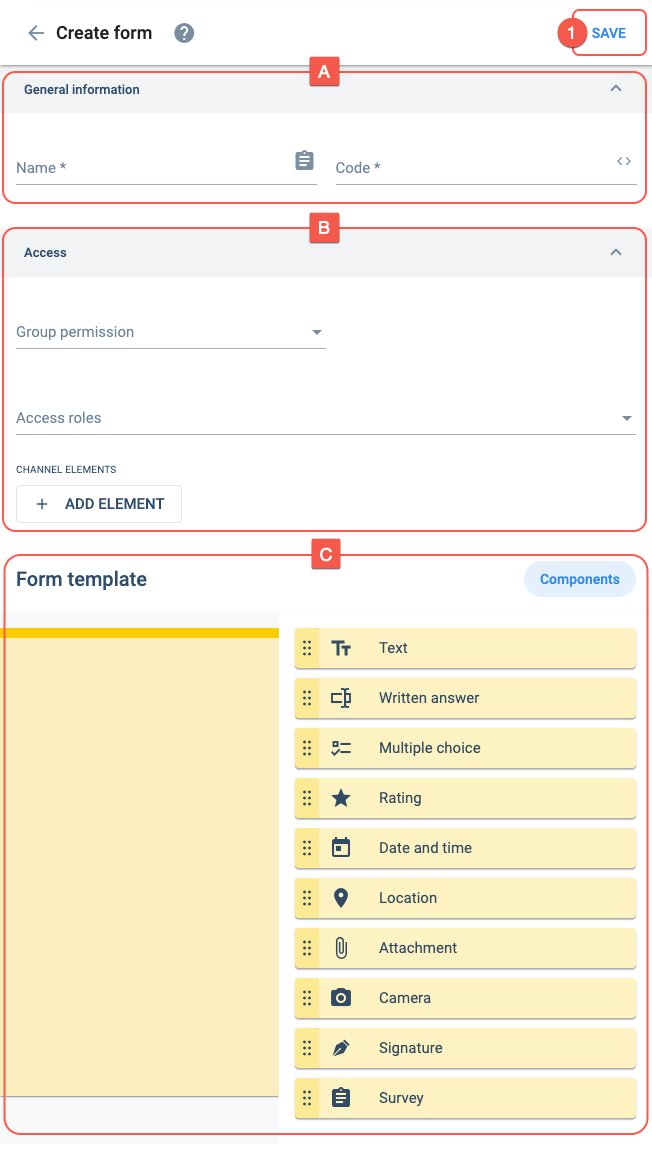 Create form ?
1 SAVE
A
General information
Name *
Code *
B
Access
Group permission
Access roles
CHANNEL ELEMENTS
+ ADD ELEMENT
C
Form template
Components
Text
Written answer
Multiple choice
Rating
Date and time
Location
Attachment
Camera
Signature
Survey